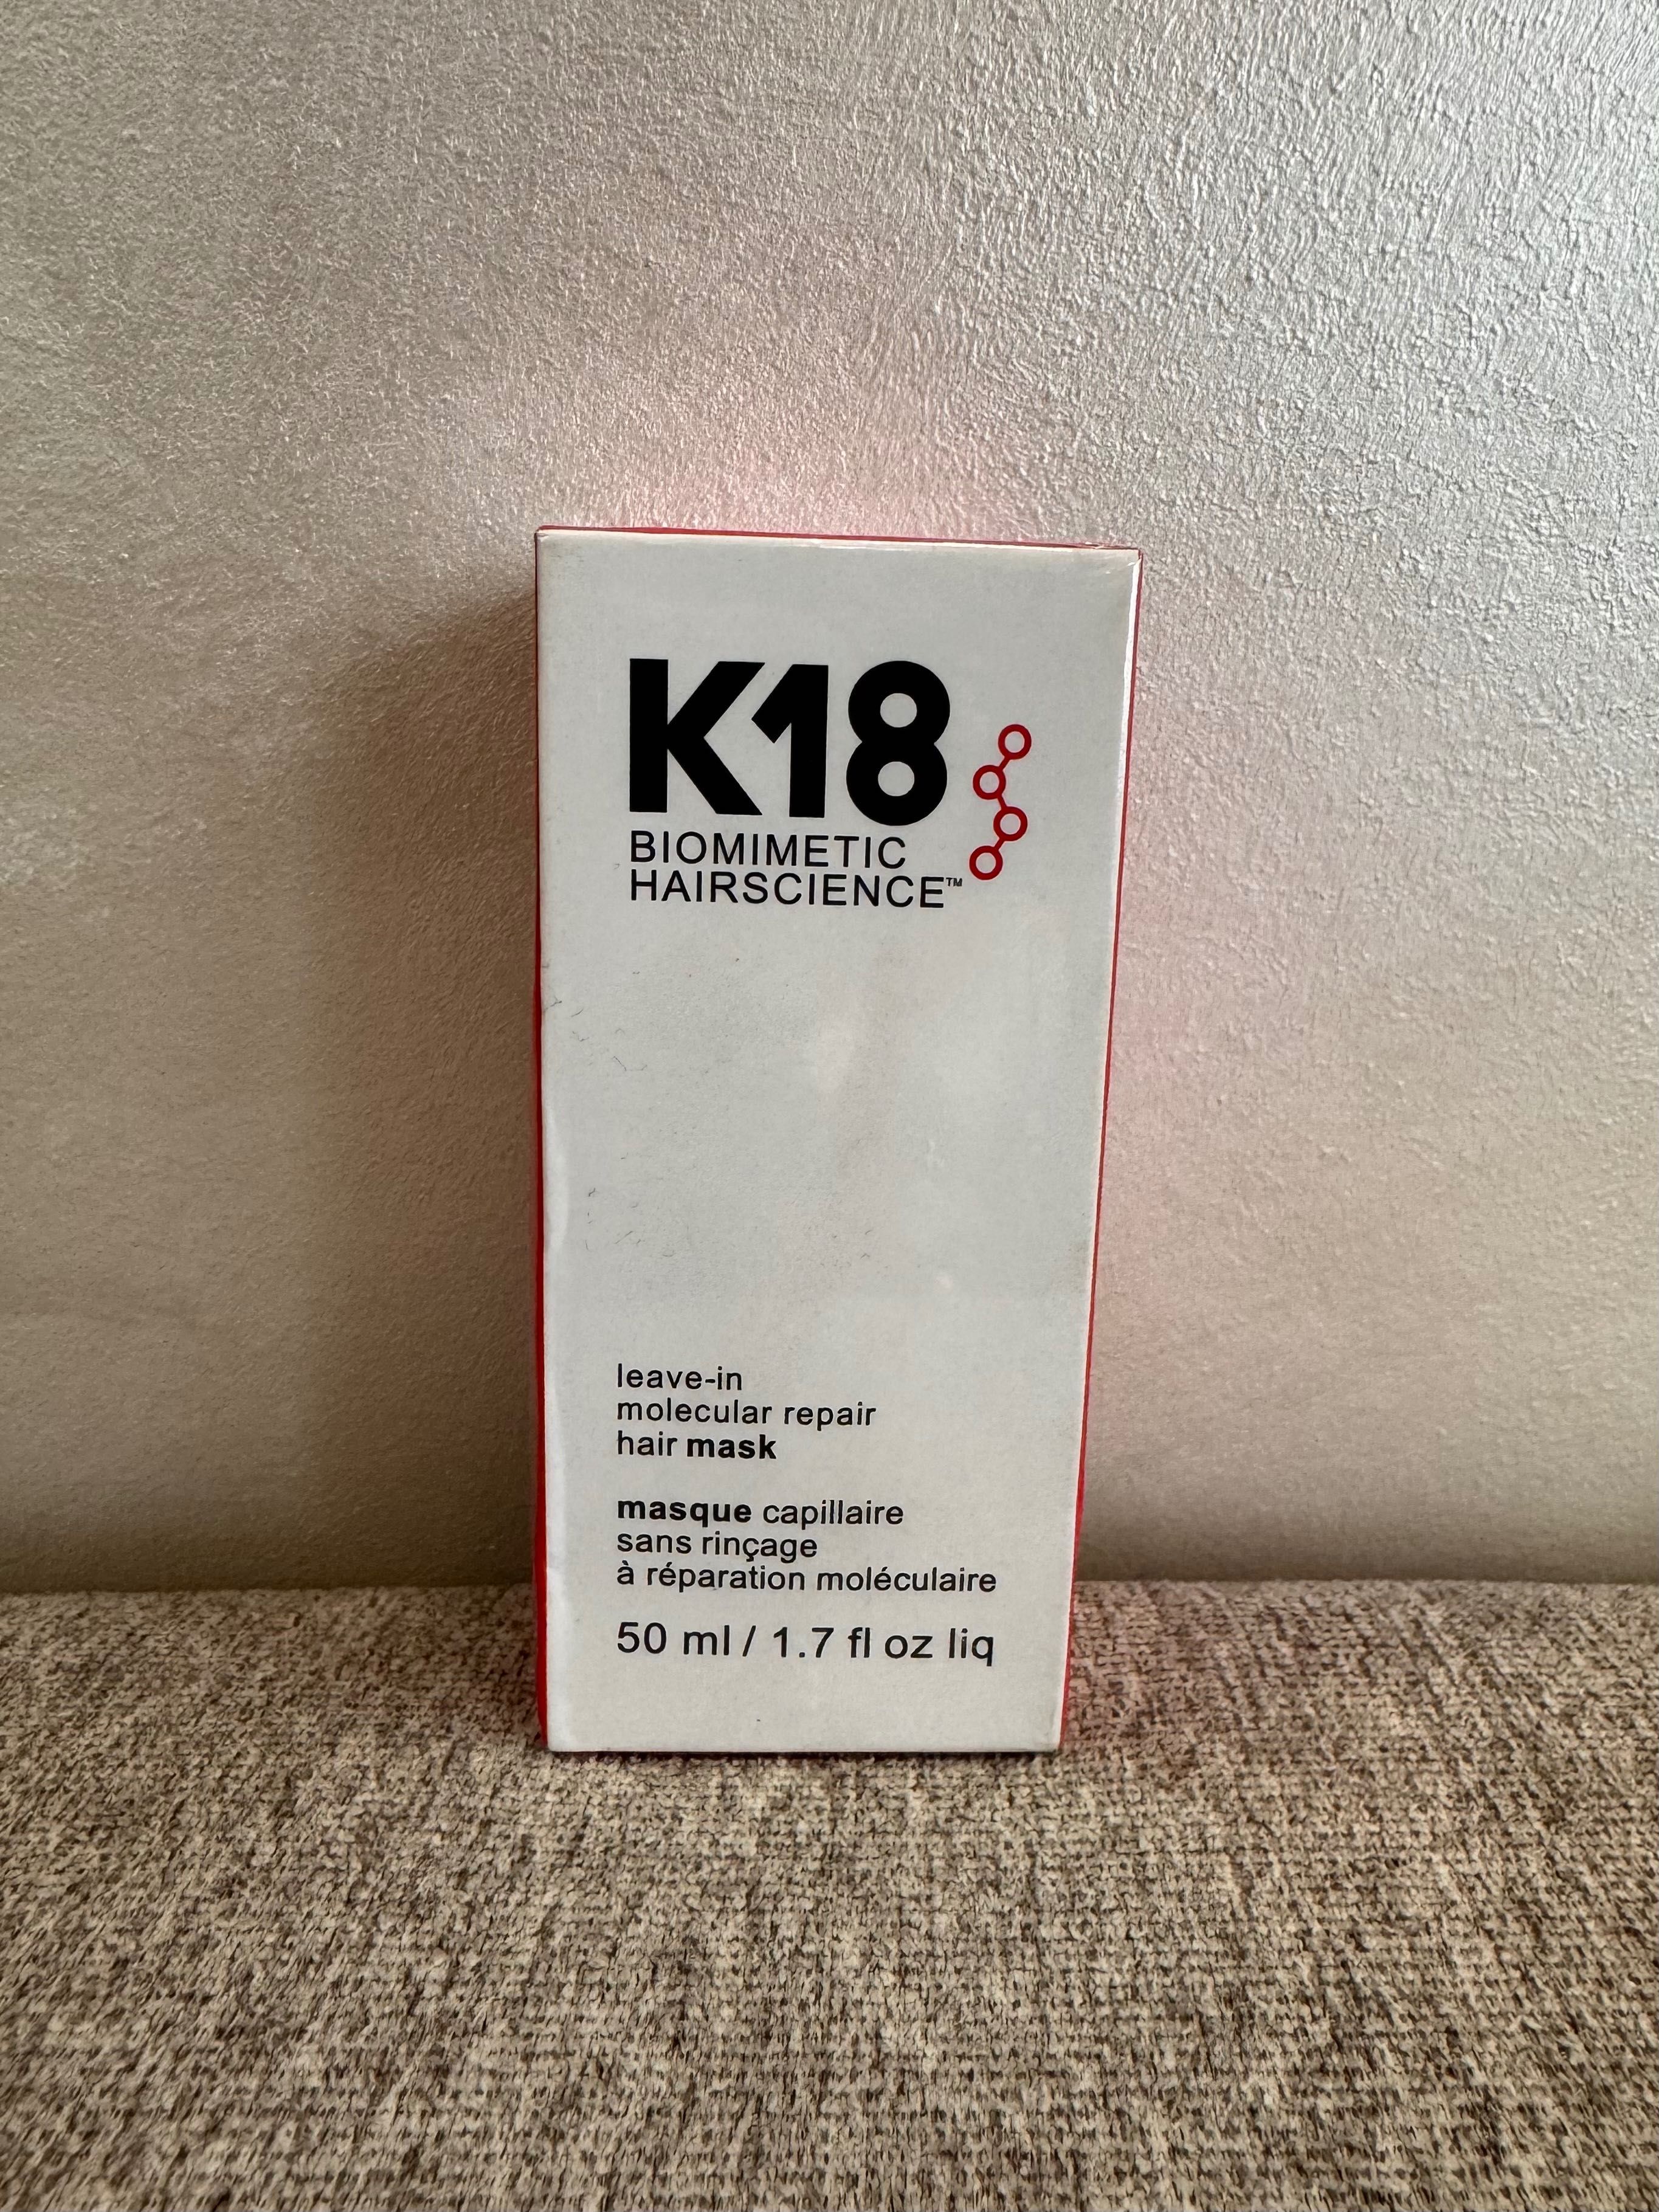 K18
BIOMIMETIC
HAIRSCIENCE™
leave-in
molecular repair
hair mask
masque capillaire
sans rinçage
à réparation moléculaire
50 ml / 1.7 fl oz liq